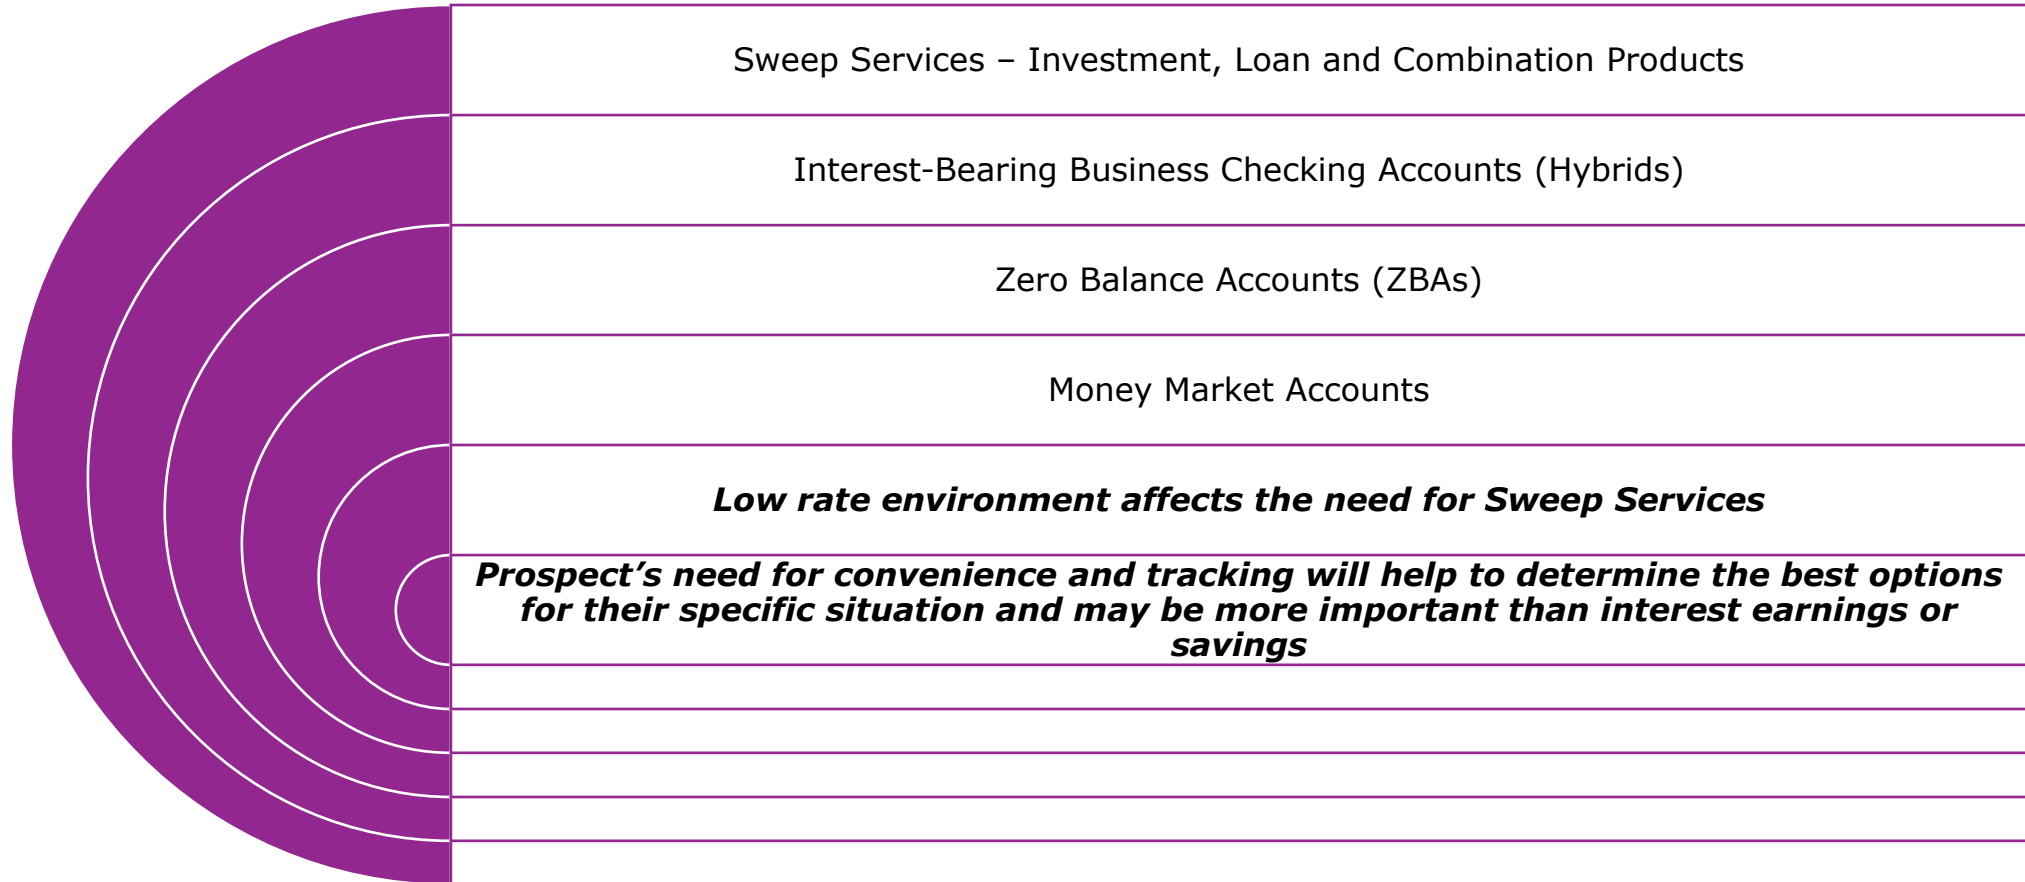 Sweep Services – Investment, Loan and Combination Products
Interest-Bearing Business Checking Accounts (Hybrids)
Zero Balance Accounts (ZBAs)
Money Market Accounts
Low rate environment affects the need for Sweep Services
Prospect’s need for convenience and tracking will help to determine the best options
for their specific situation and may be more important than interest earnings or
savings